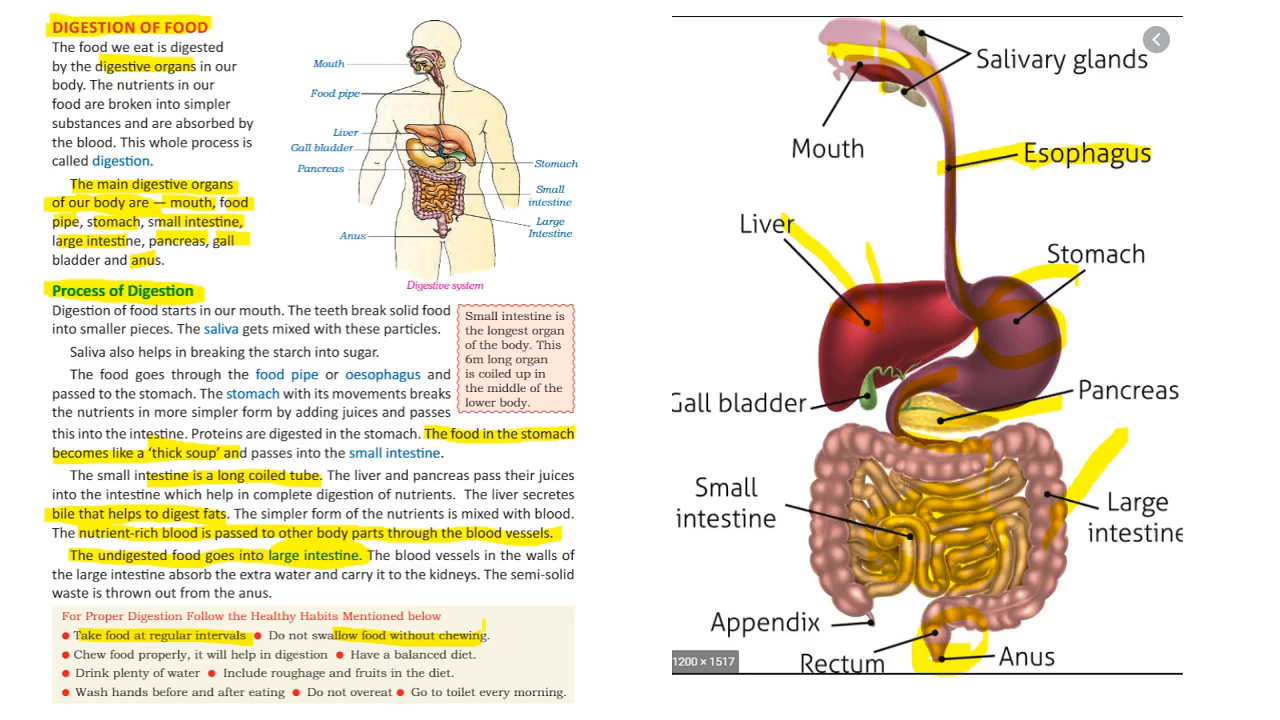 DIGESTION OF FOOD
The food we eat is digested
by the digestive organs in our
body. The nutrients in our
food are broken into simpler
substances and are absorbed by
the blood. This whole process is
called digestion.
The main digestive organs
of our body are — mouth, food
pipe, stomach, small intestine,
large intestine, pancreas, gall
bladder and anus.
Mouth
Food pipe
Liver
Gall bladder
Pancreas
Stomach
Small
intestine
Large
Intestine
Anus
Digestive system
Process of Digestion
Digestion of food starts in our mouth. The teeth break solid food
into smaller pieces. The saliva gets mixed with these particles.
Saliva also helps in breaking the starch into sugar.
The food goes through the food pipe or oesophagus and
passed to the stomach. The stomach with its movements breaks
the nutrients in more simpler form by adding juices and passes
this into the intestine. Proteins are digested in the stomach. The food in the stomach
becomes like a ‘thick soup’ and passes into the small intestine.
Small intestine is
the longest organ
of the body. This
6m long organ
is coiled up in
the middle of the
lower body.
The small intestine is a long coiled tube. The liver and pancreas pass their juices
into the intestine which help in complete digestion of nutrients. The liver secretes
bile that helps to digest fats. The simpler form of the nutrients is mixed with blood.
The nutrient-rich blood is passed to other body parts through the blood vessels.
The undigested food goes into large intestine. The blood vessels in the walls of
the large intestine absorb the extra water and carry it to the kidneys. The semi-solid
waste is thrown out from the anus.
For Proper Digestion Follow the Healthy Habits Mentioned below
● Take food at regular intervals ● Do not swallow food without chewing.
● Chew food properly, it will help in digestion ● Have a balanced diet.
● Drink plenty of water ● Include roughage and fruits in the diet.
● Wash hands before and after eating ● Do not overeat ● Go to toilet every morning.
Salivary glands
Mouth
Esophagus
Liver
Stomach
Gall bladder
Pancreas
Small
intestine
Large
intestine
Appendix
Rectum
Anus
1200 × 1517